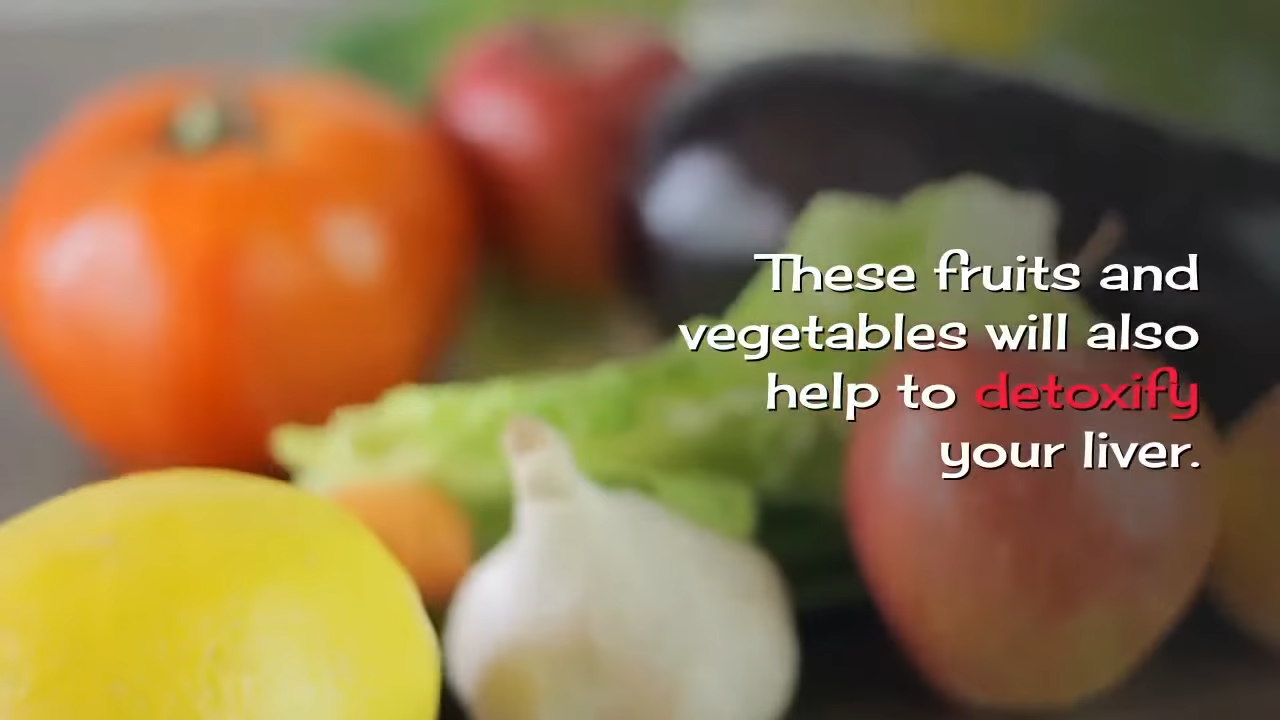 These fruits and
vegetables will also
help to detoxify
your liver.